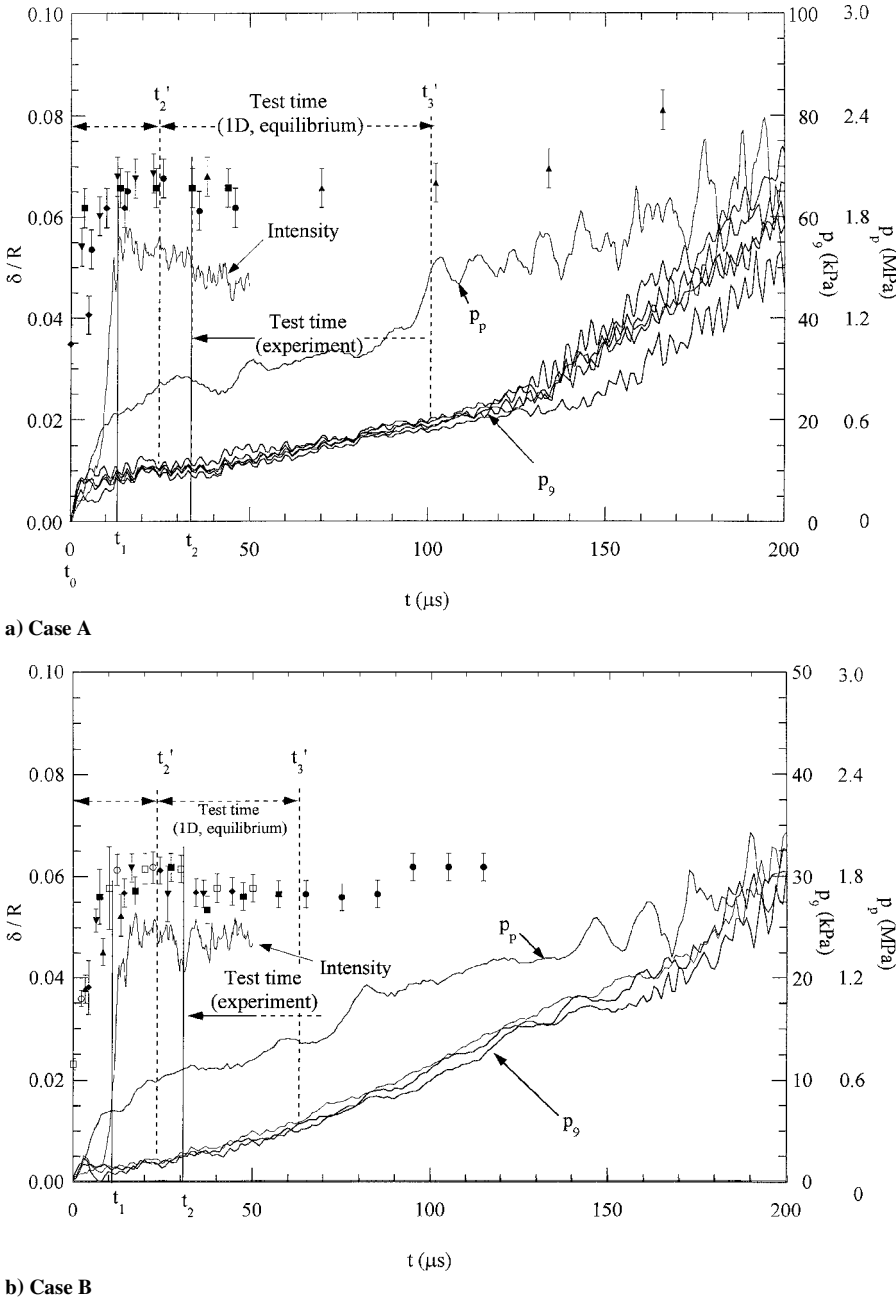 0.10
0.08
0.06
0.04
0.02
0.00
δ / R
100
80
60
40
20
0
p9 (kPa)
3.0
2.4
1.8
1.2
0.6
0
pp (MPa)
t2'
t3'
Test time
(1D, equilibrium)
Intensity
pp
Test time
(experiment)
p9
0
t0
t1
t2
50
100
150
200
t (μs)
a) Case A
0.10
0.08
0.06
0.04
0.02
0.00
δ / R
50
40
30
20
10
0
p9 (kPa)
3.0
2.4
1.8
1.2
0.6
0
pp (MPa)
t2'
t3'
Test time
(1D, equilibrium)
pp
Intensity
Test time
(experiment)
p9
0
t1
t2
50
100
150
200
t (μs)
b) Case B